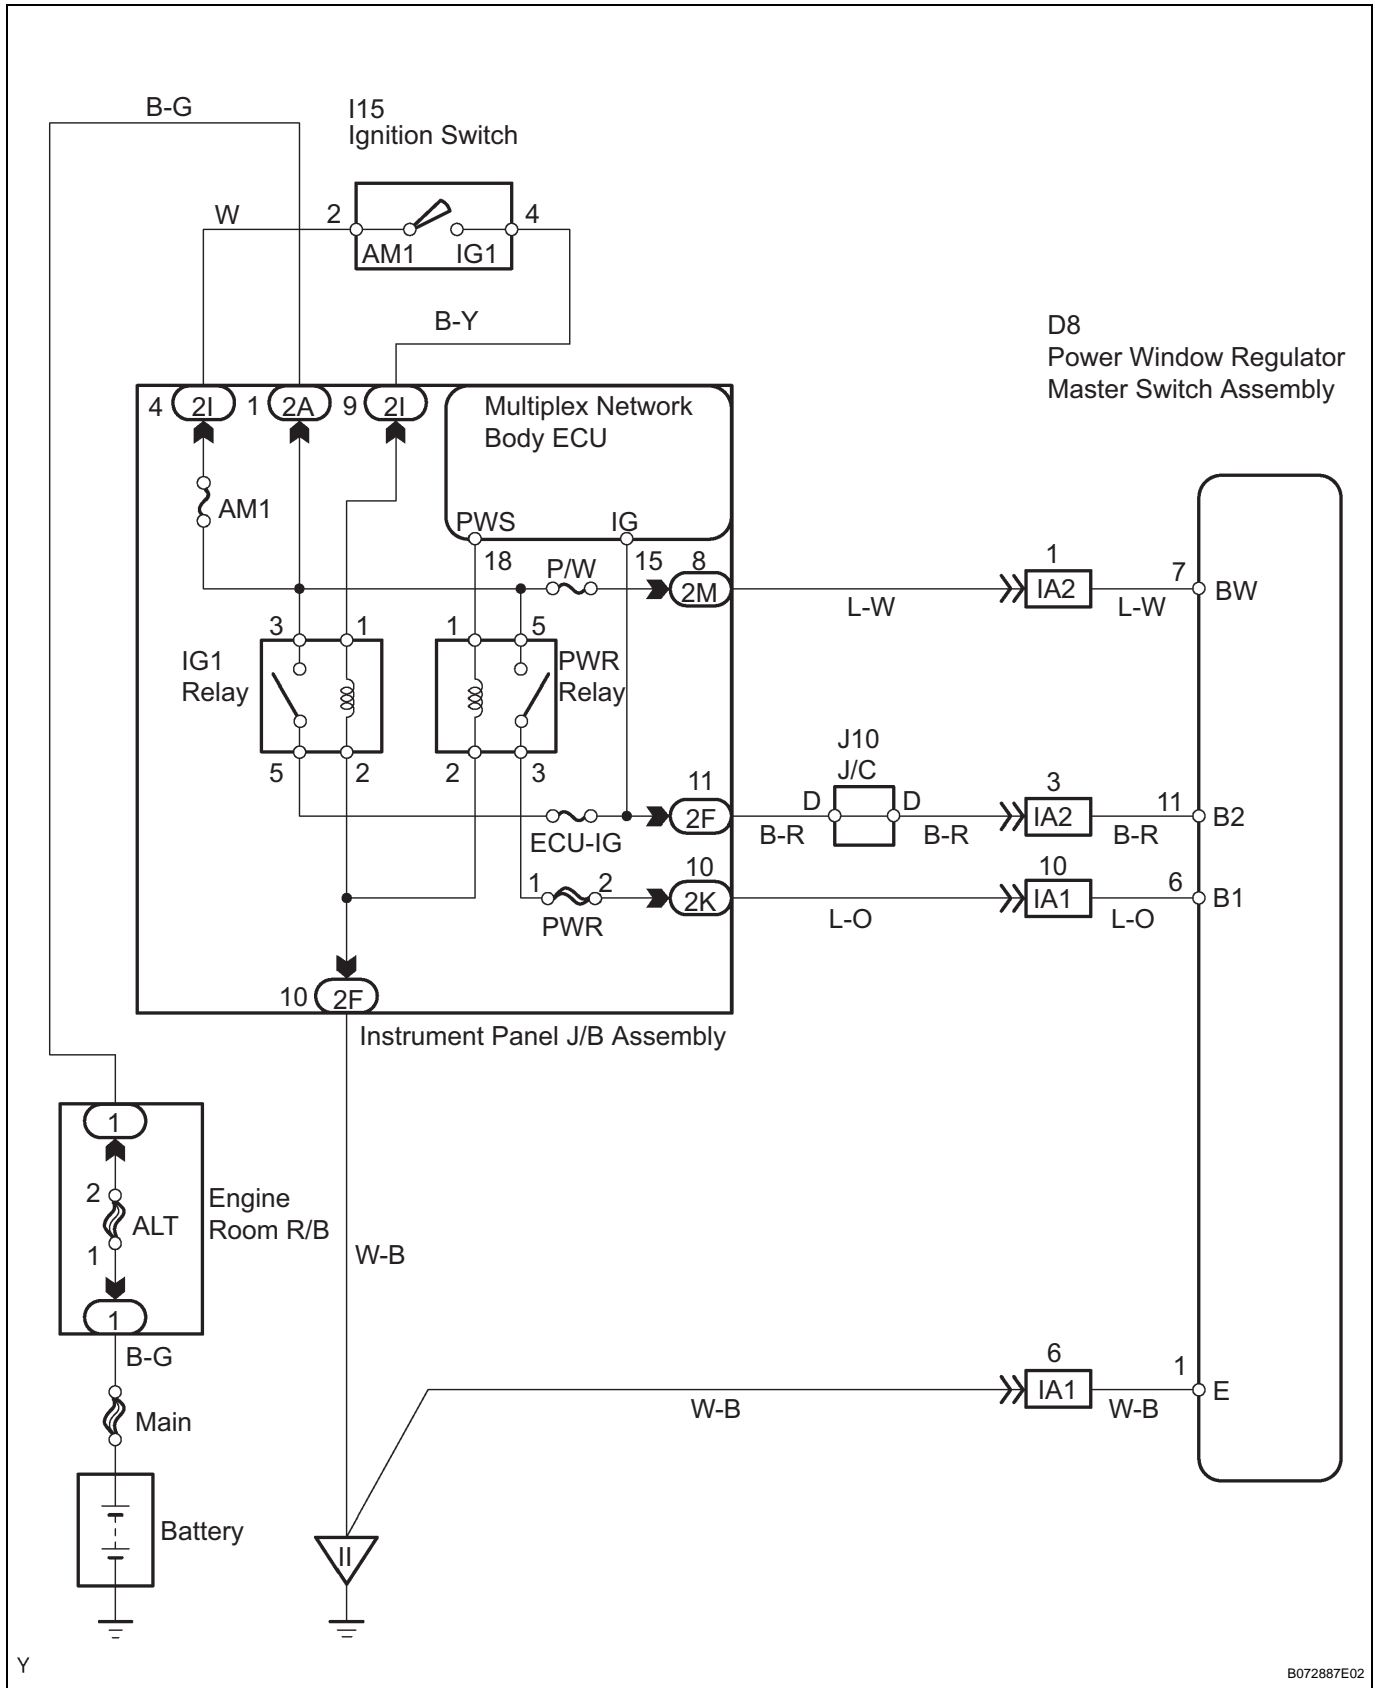 B-G
I15
Ignition Switch
W
2
4
AM1
IG1
B-Y
D8
Power Window Regulator
Master Switch Assembly
4
2I
1
2A
9
2I
Multiplex Network
Body ECU
AM1
PWS
IG
18
15
P/W
8
2M
L-W
1
IA2
L-W
7
BW
3
1
1
5
IG1
Relay
PWR
Relay
5
2
2
3
J10
J/C
ECU-IG
11
2F
B-R
D
D
B-R
3
IA2
B-R
11
B2
1
2
PWR
10
2K
L-O
10
IA1
L-O
6
B1
10
2F
Instrument Panel J/B Assembly
1
2
ALT
1
Engine
Room R/B
1
W-B
B-G
Main
Battery
W-B
6
IA1
W-B
1
E
II
Y
B072887E02